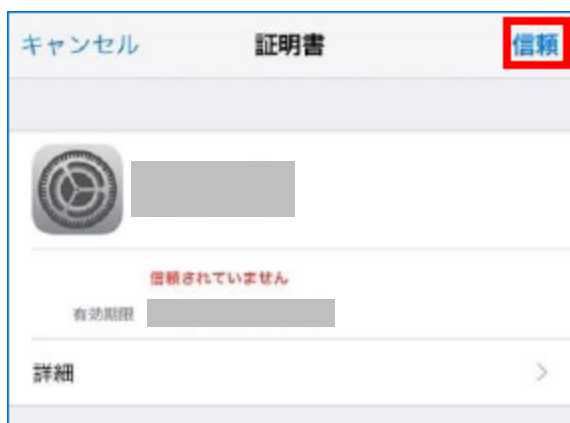 キャンセル 証明書 信頼
信頼されていません
有効期限
詳細